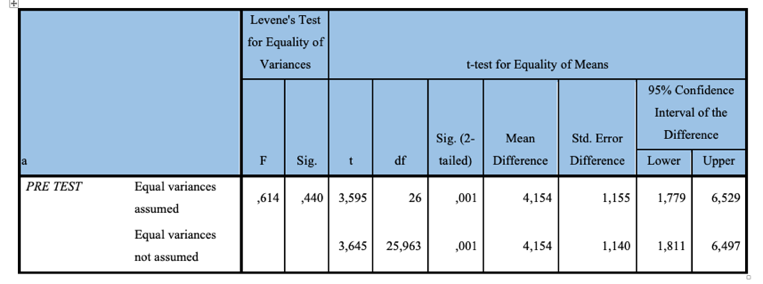 Levene's Test
for Equality of
Variances
t-test for Equality of Means
95% Confidence
Interval of the
Difference
a
F
Sig.
t
df
Sig. (2-
tailed)
Mean
Difference
Std. Error
Difference
Lower
Upper
PRE TEST
Equal variances
assumed
,614 ,440 3,595 26 ,001 4,154 1,155 1,779 6,529
Equal variances
not assumed
3,645 25,963 ,001 4,154 1,140 1,811 6,497